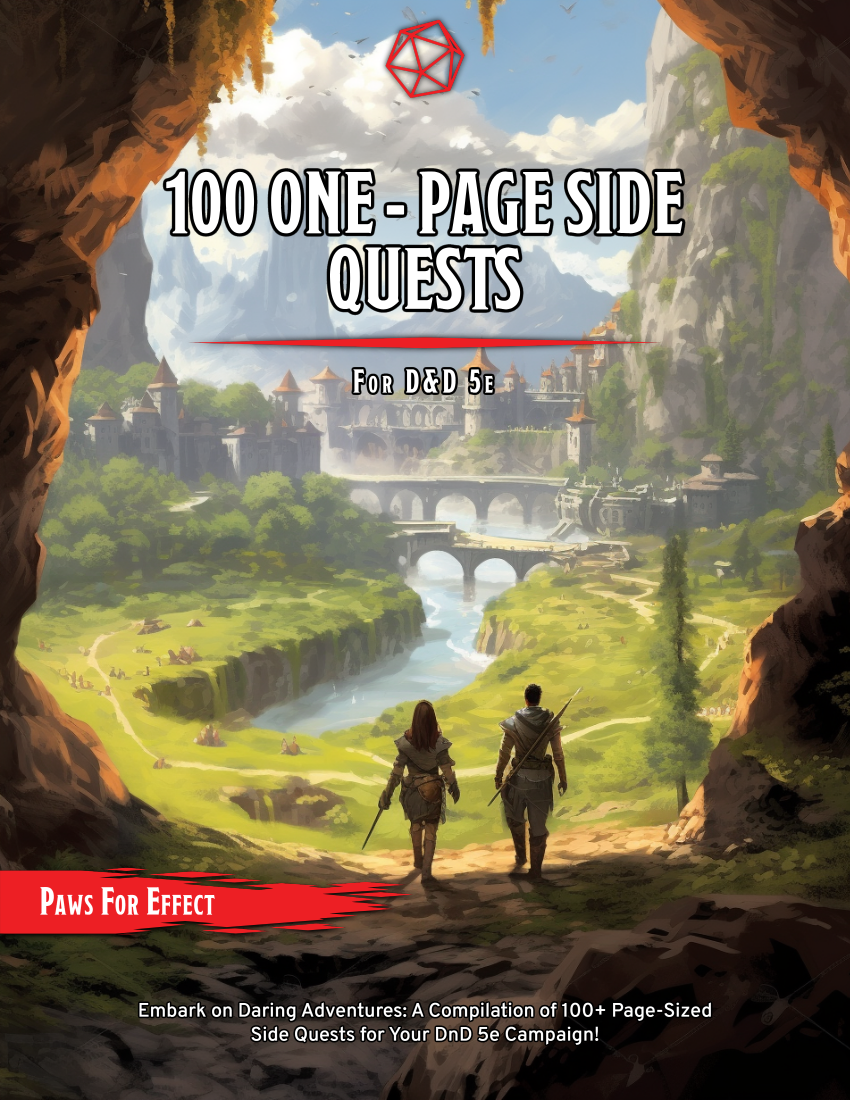 100 ONE - PAGE SIDE
QUESTS
FOR D&D 5E
PAWS FOR EFFECT
Embark on Daring Adventures: A Compilation of 100+ Page-Sized
Side Quests for Your DnD 5e Campaign!